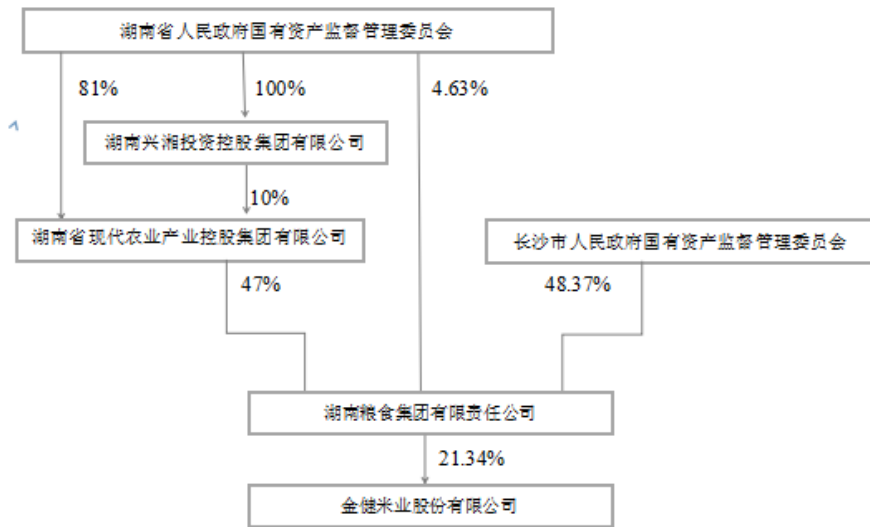 湖南省人民政府国有资产监督管理委员会
81%
100%
4.63%
湖南兴湘投资控股集团有限公司
10%
湖南省现代农业产业控股集团有限公司
长沙市人民政府国有资产监督管理委员会
47%
48.37%
湖南粮食集团有限责任公司
21.34%
金健米业股份有限公司